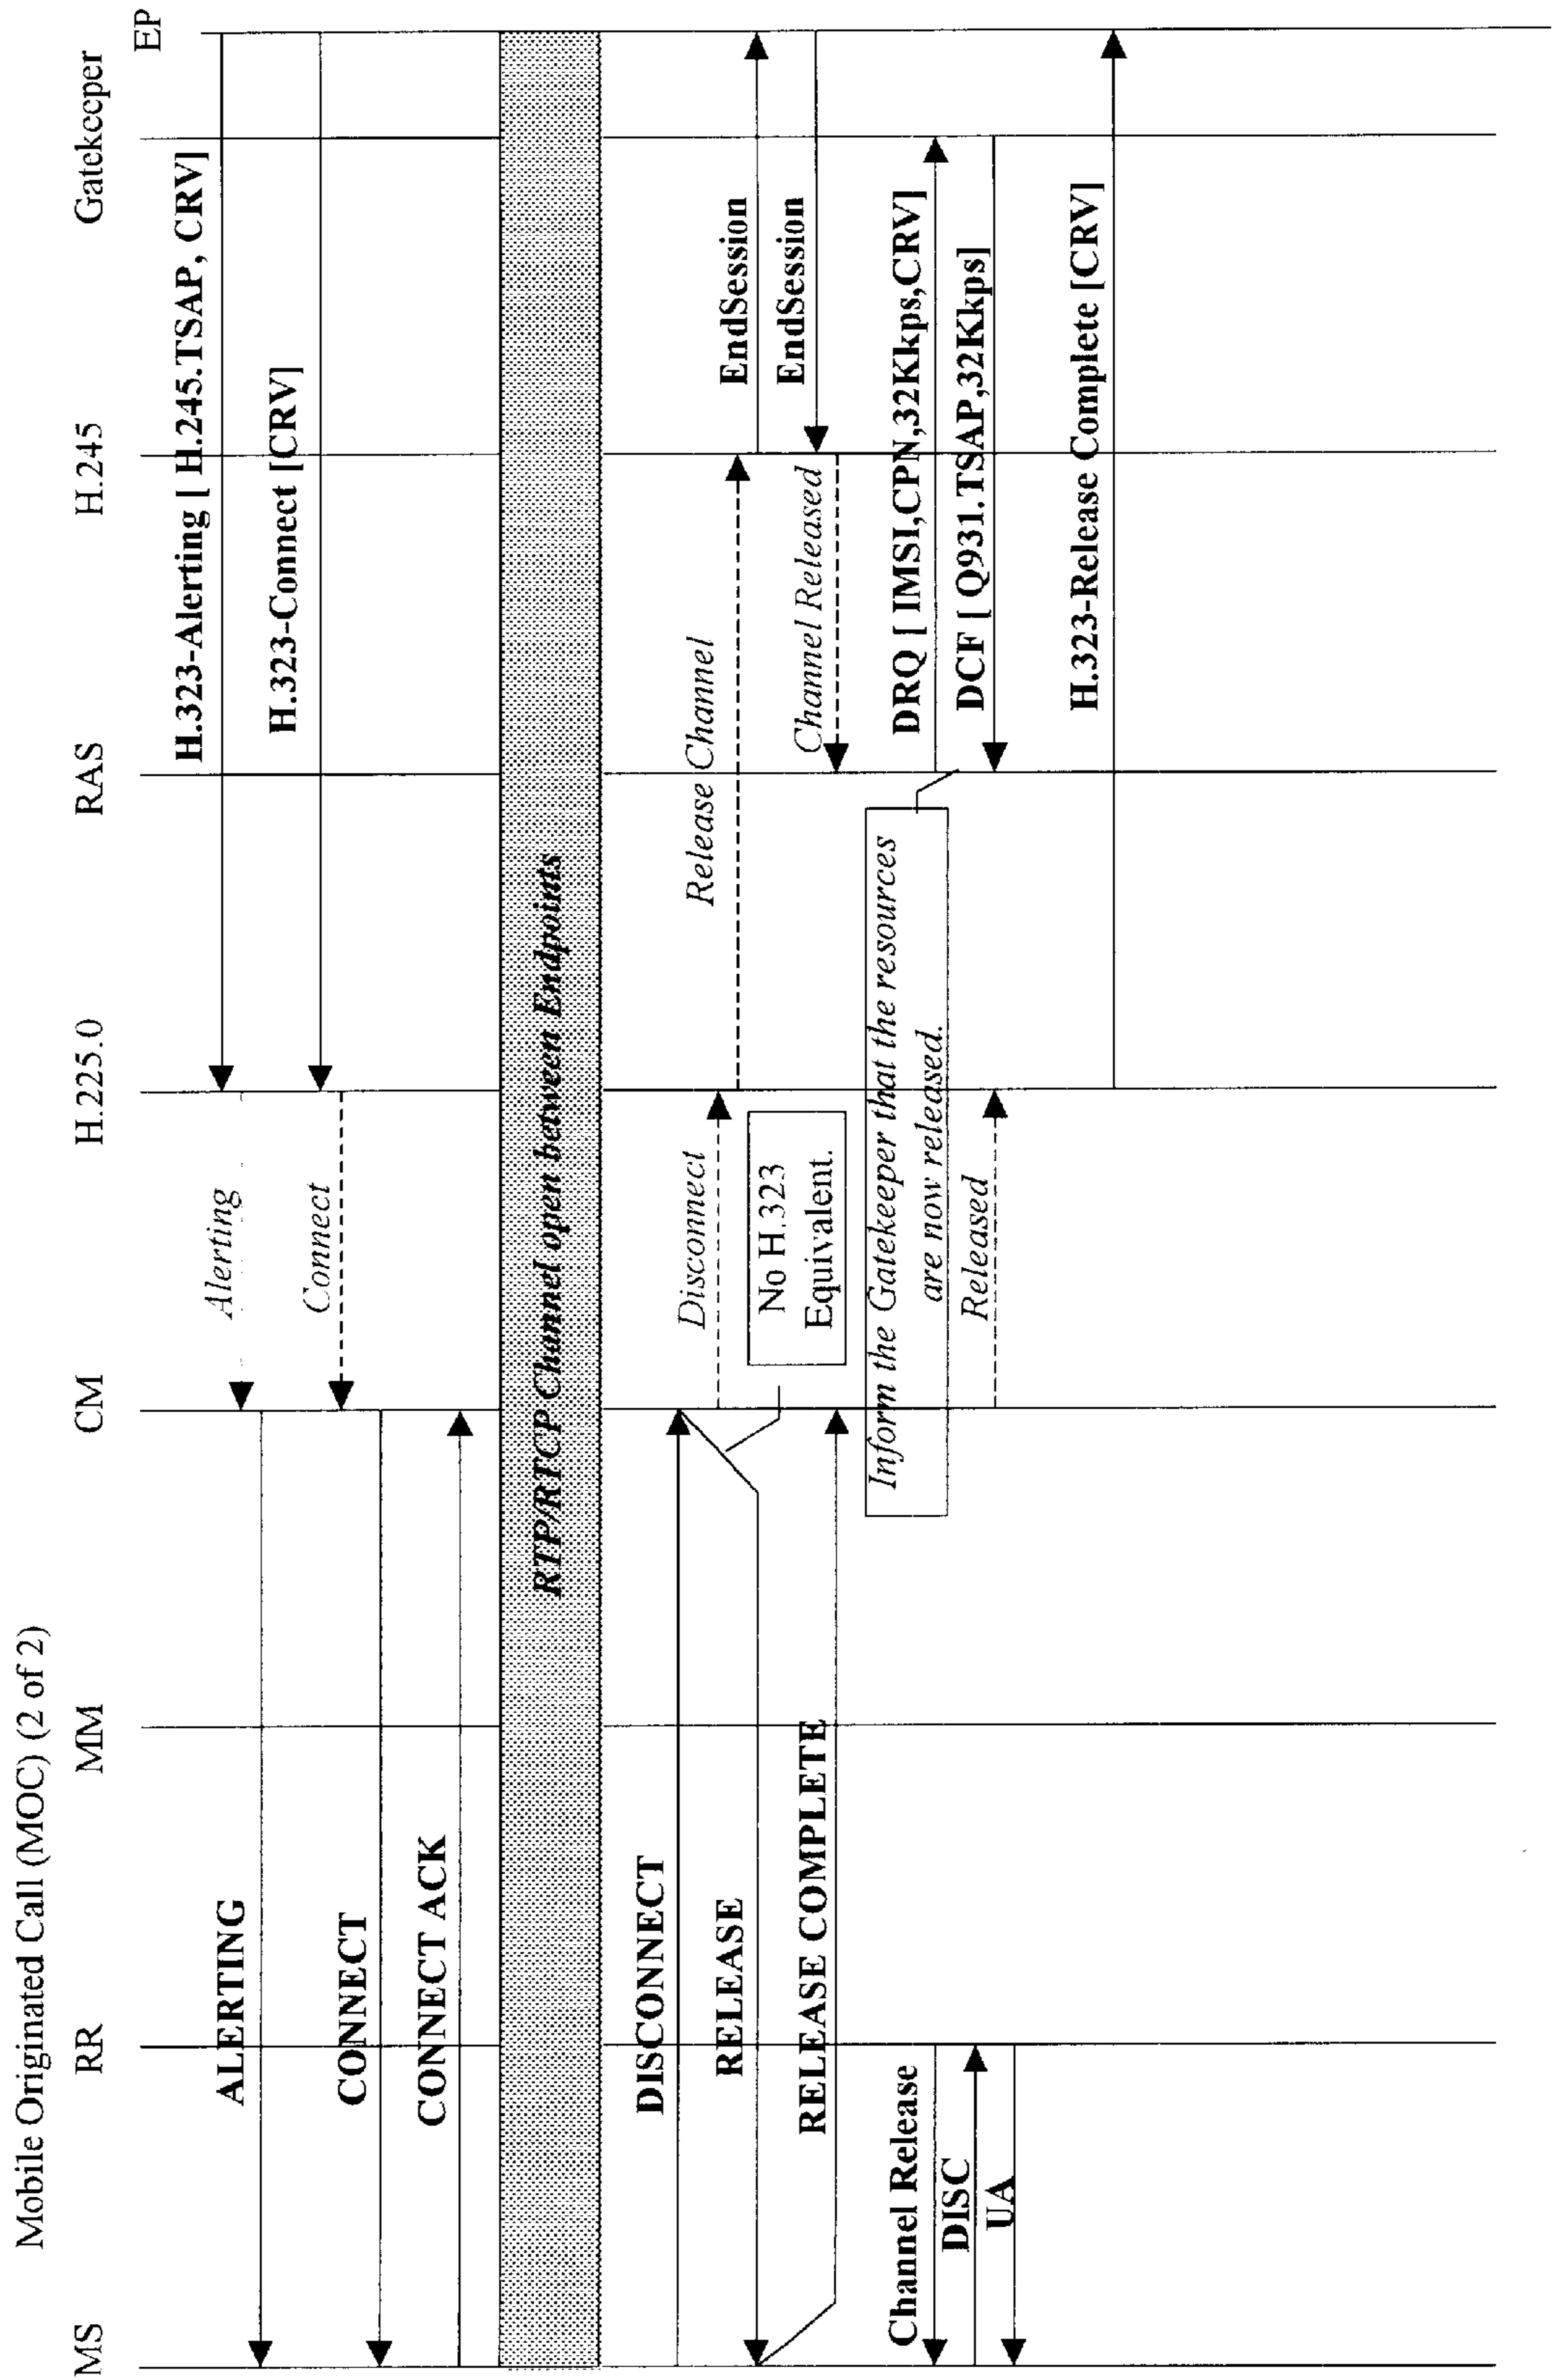 Mobile Originated Call (MOC) (2 of 2)
MS
RR
MM
CM
H.225.0
RAS
H.245
Gatekeeper
EP
H.323-Alerting [ H.245.TSAP, CRV]
Alerting
ALERTING
H.323-Connect [CRV]
Connect
CONNECT
CONNECT ACK
RTP/RTCP Channel open between Endpoints
DISCONNECT
Disconnect
Release Channel
EndSession
RELEASE
No H.323
Equivalent.
EndSession
Channel Released
RELEASE COMPLETE
Channel Release
Inform the Gatekeeper that the resources
are now released.
DRQ [ IMSI,CPN,32Kkps,CRV]
DISC
DCF [ Q931.TSAP,32Kkps]
Released
UA
H.323-Release Complete [CRV]